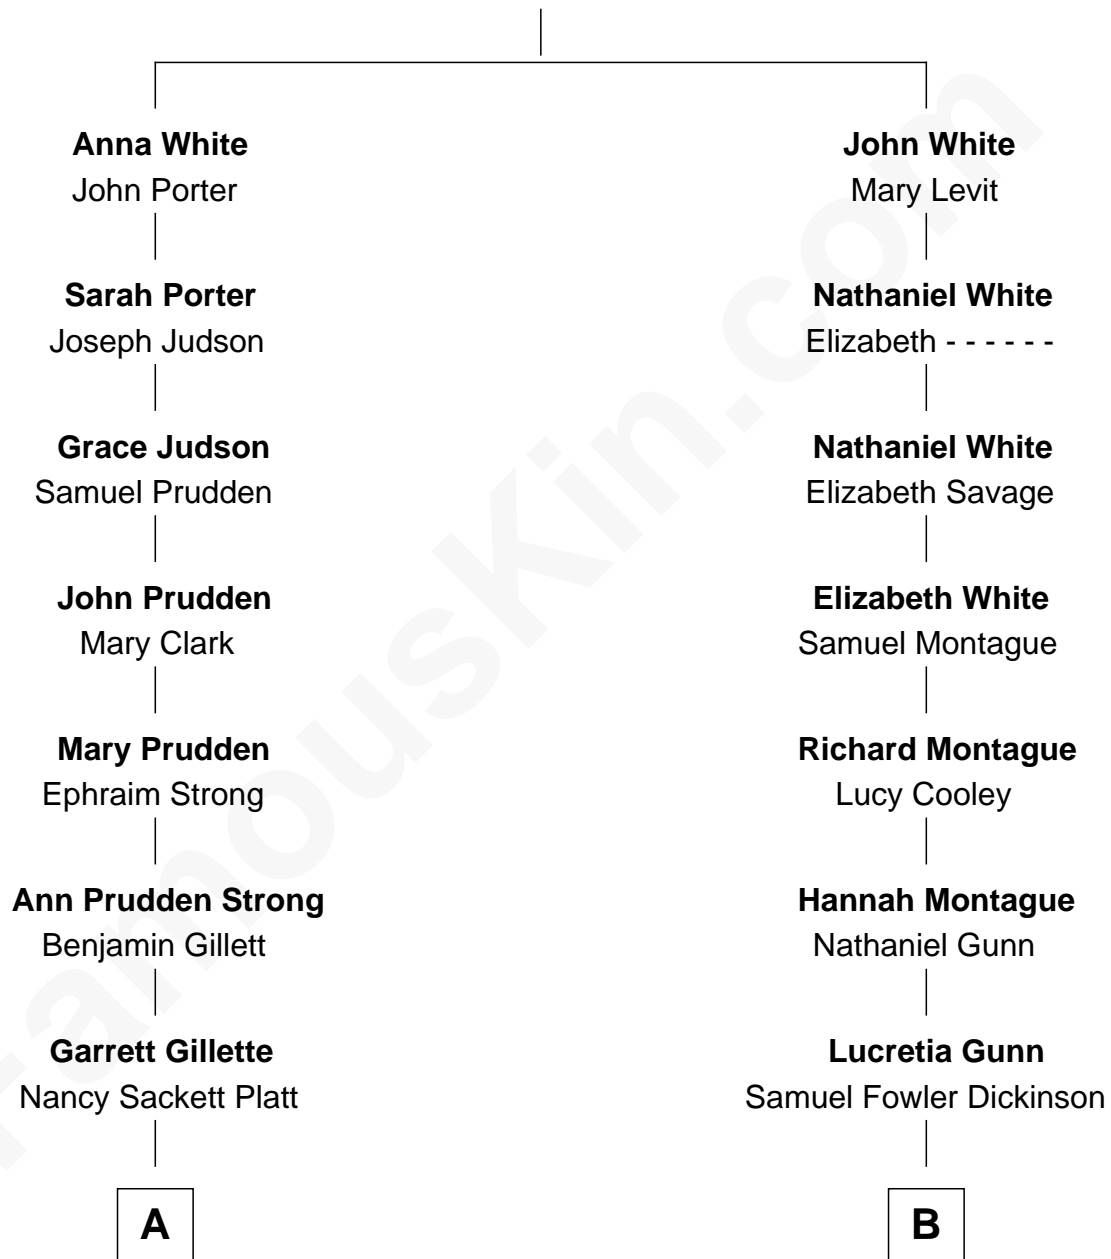 Anna White
John Porter
Sarah Porter
Joseph Judson
Grace Judson
Samuel Prudden
John Prudden
Mary Clark
Mary Prudden
Ephraim Strong
Ann Prudden Strong
Benjamin Gillett
Garrett Gillette
Nancy Sackett Platt
A
John White
Mary Levit
Nathaniel White
Elizabeth - - - - - -
Nathaniel White
Elizabeth Savage
Elizabeth White
Samuel Montague
Richard Montague
Lucy Cooley
Hannah Montague
Nathaniel Gunn
Lucretia Gunn
Samuel Fowler Dickinson
B
FamousKin.com